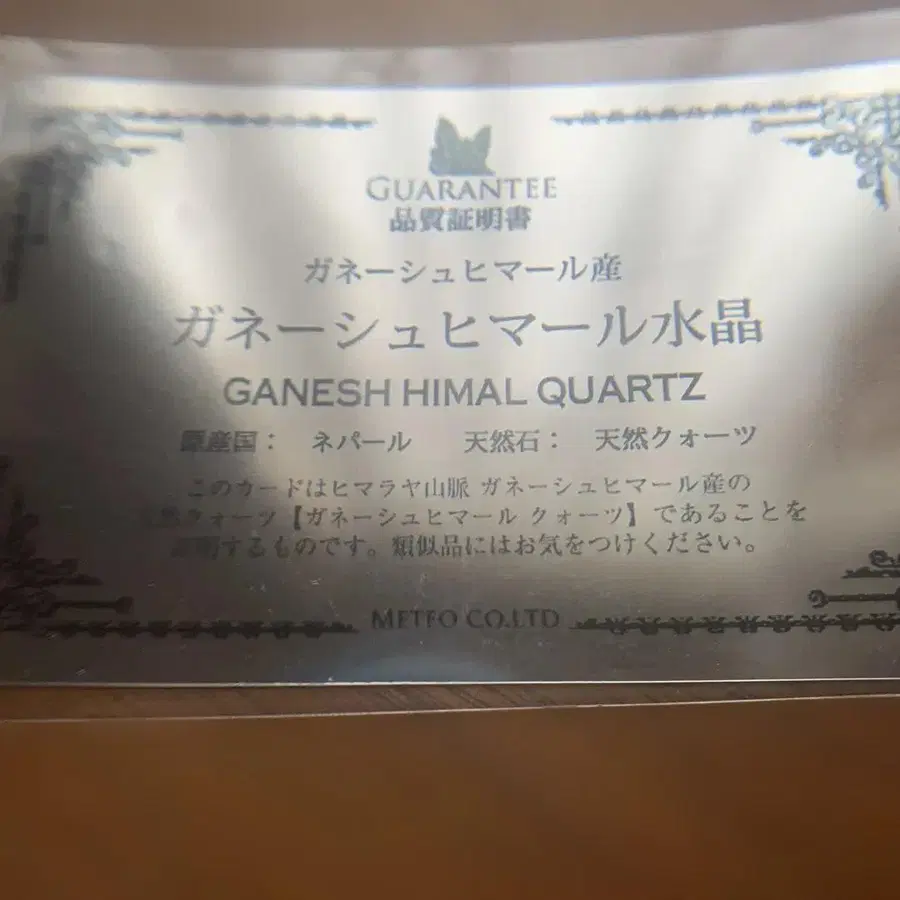 GUARANTEE
品質証明書
ガネーシュヒマール産
ガネーシュヒマール水晶
GANESH HIMAL QUARTZ
原産国： ネパール 天然石： 天然クォーツ
このカードはヒマラヤ山脈 ガネーシュヒマール産の
天然クォーツ【ガネーシュヒマール クォーツ】であることを
証明するものです。類似品にはお気をつけください。
METEO CO.LTD